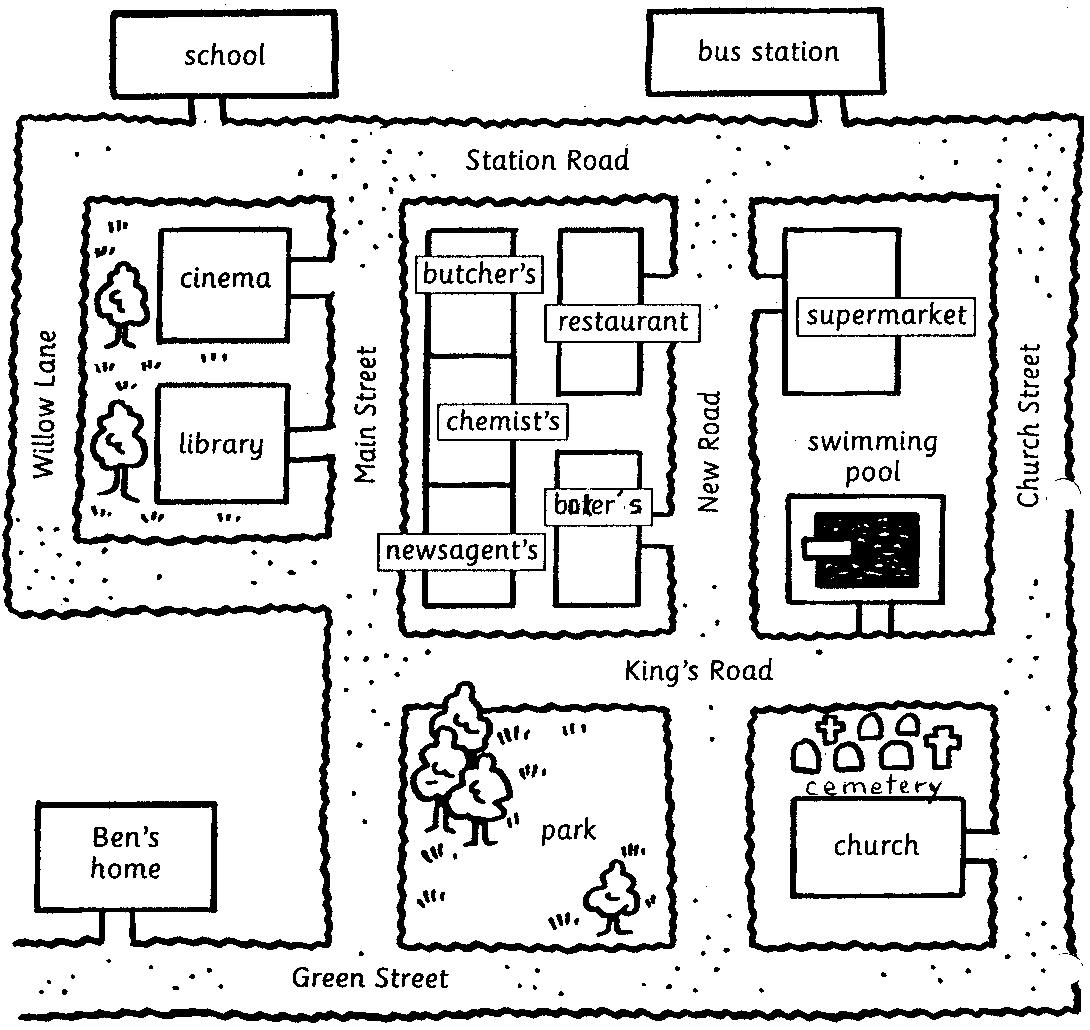 school
bus station
Station Road
cinema
butcher's
restaurant
supermarket
Willow Lane
Main Street
library
chemist's
New Road
swimming
pool
Church Street
newsagent's
King's Road
cemetery
Ben's
home
park
church
Green Street